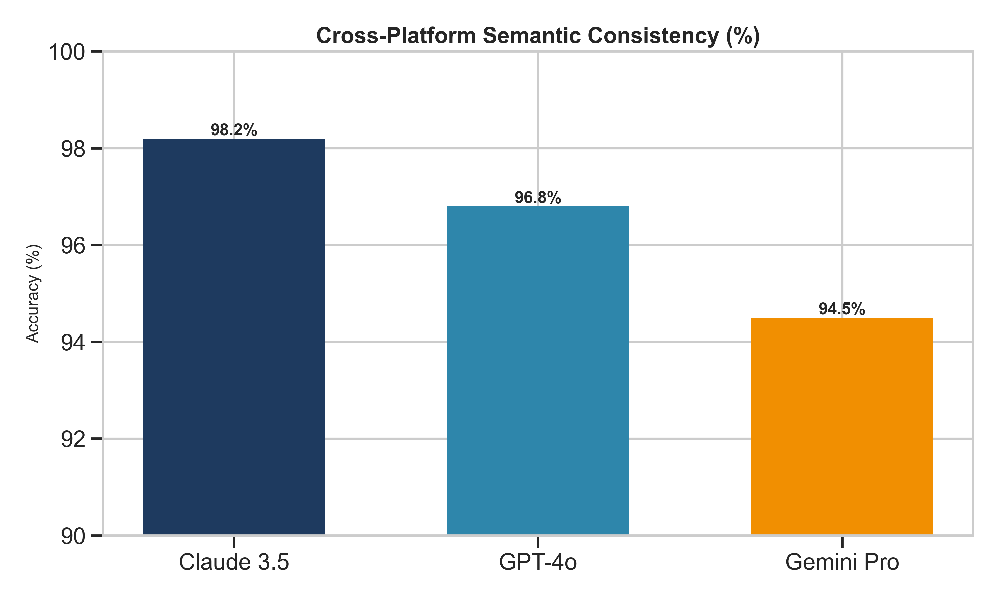 Cross-Platform Semantic Consistency (%)
100
98
96
94
92
90
Accuracy (%)
98.2%
96.8%
94.5%
Claude 3.5
GPT-4o
Gemini Pro